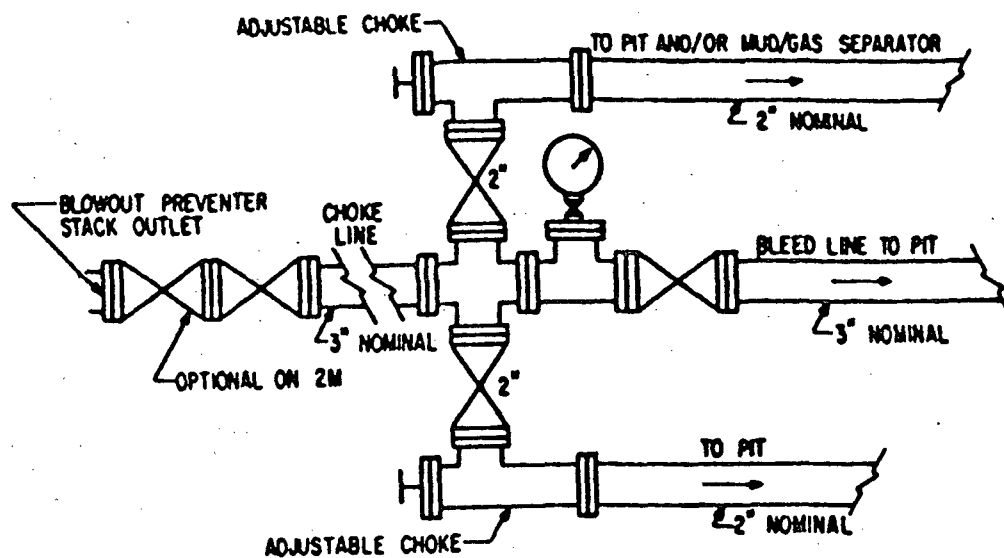 ADJUSTABLE CHOKE
TO PIT AND/OR MUD/GAS SEPARATOR
2" NOMINAL
2"
BLOWOUT PREVENTER
STACK OUTLET
CHOKE
LINE
BLEED LINE TO PIT
3" NOMINAL
3" NOMINAL
OPTIONAL ON 2M
2"
TO PIT
2" NOMINAL
ADJUSTABLE CHOKE